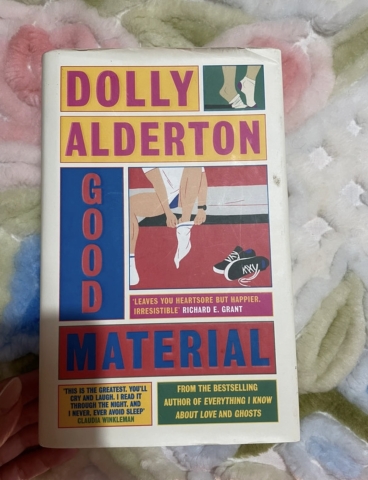 DOLLY
ALDERTON
GOOD
'LEAVES YOU HEARTSORE BUT HAPPIER.
IRRESISTIBLE' RICHARD E. GRANT
MATERIAL
'THIS IS THE GREATEST. YOU'LL
CRY AND LAUGH. I READ IT
THROUGH THE NIGHT. AND
I NEVER, EVER AVOID SLEEP'
CLAUDIA WINKLEMAN
FROM THE BESTSELLING
AUTHOR OF EVERYTHING I KNOW
ABOUT LOVE AND GHOSTS